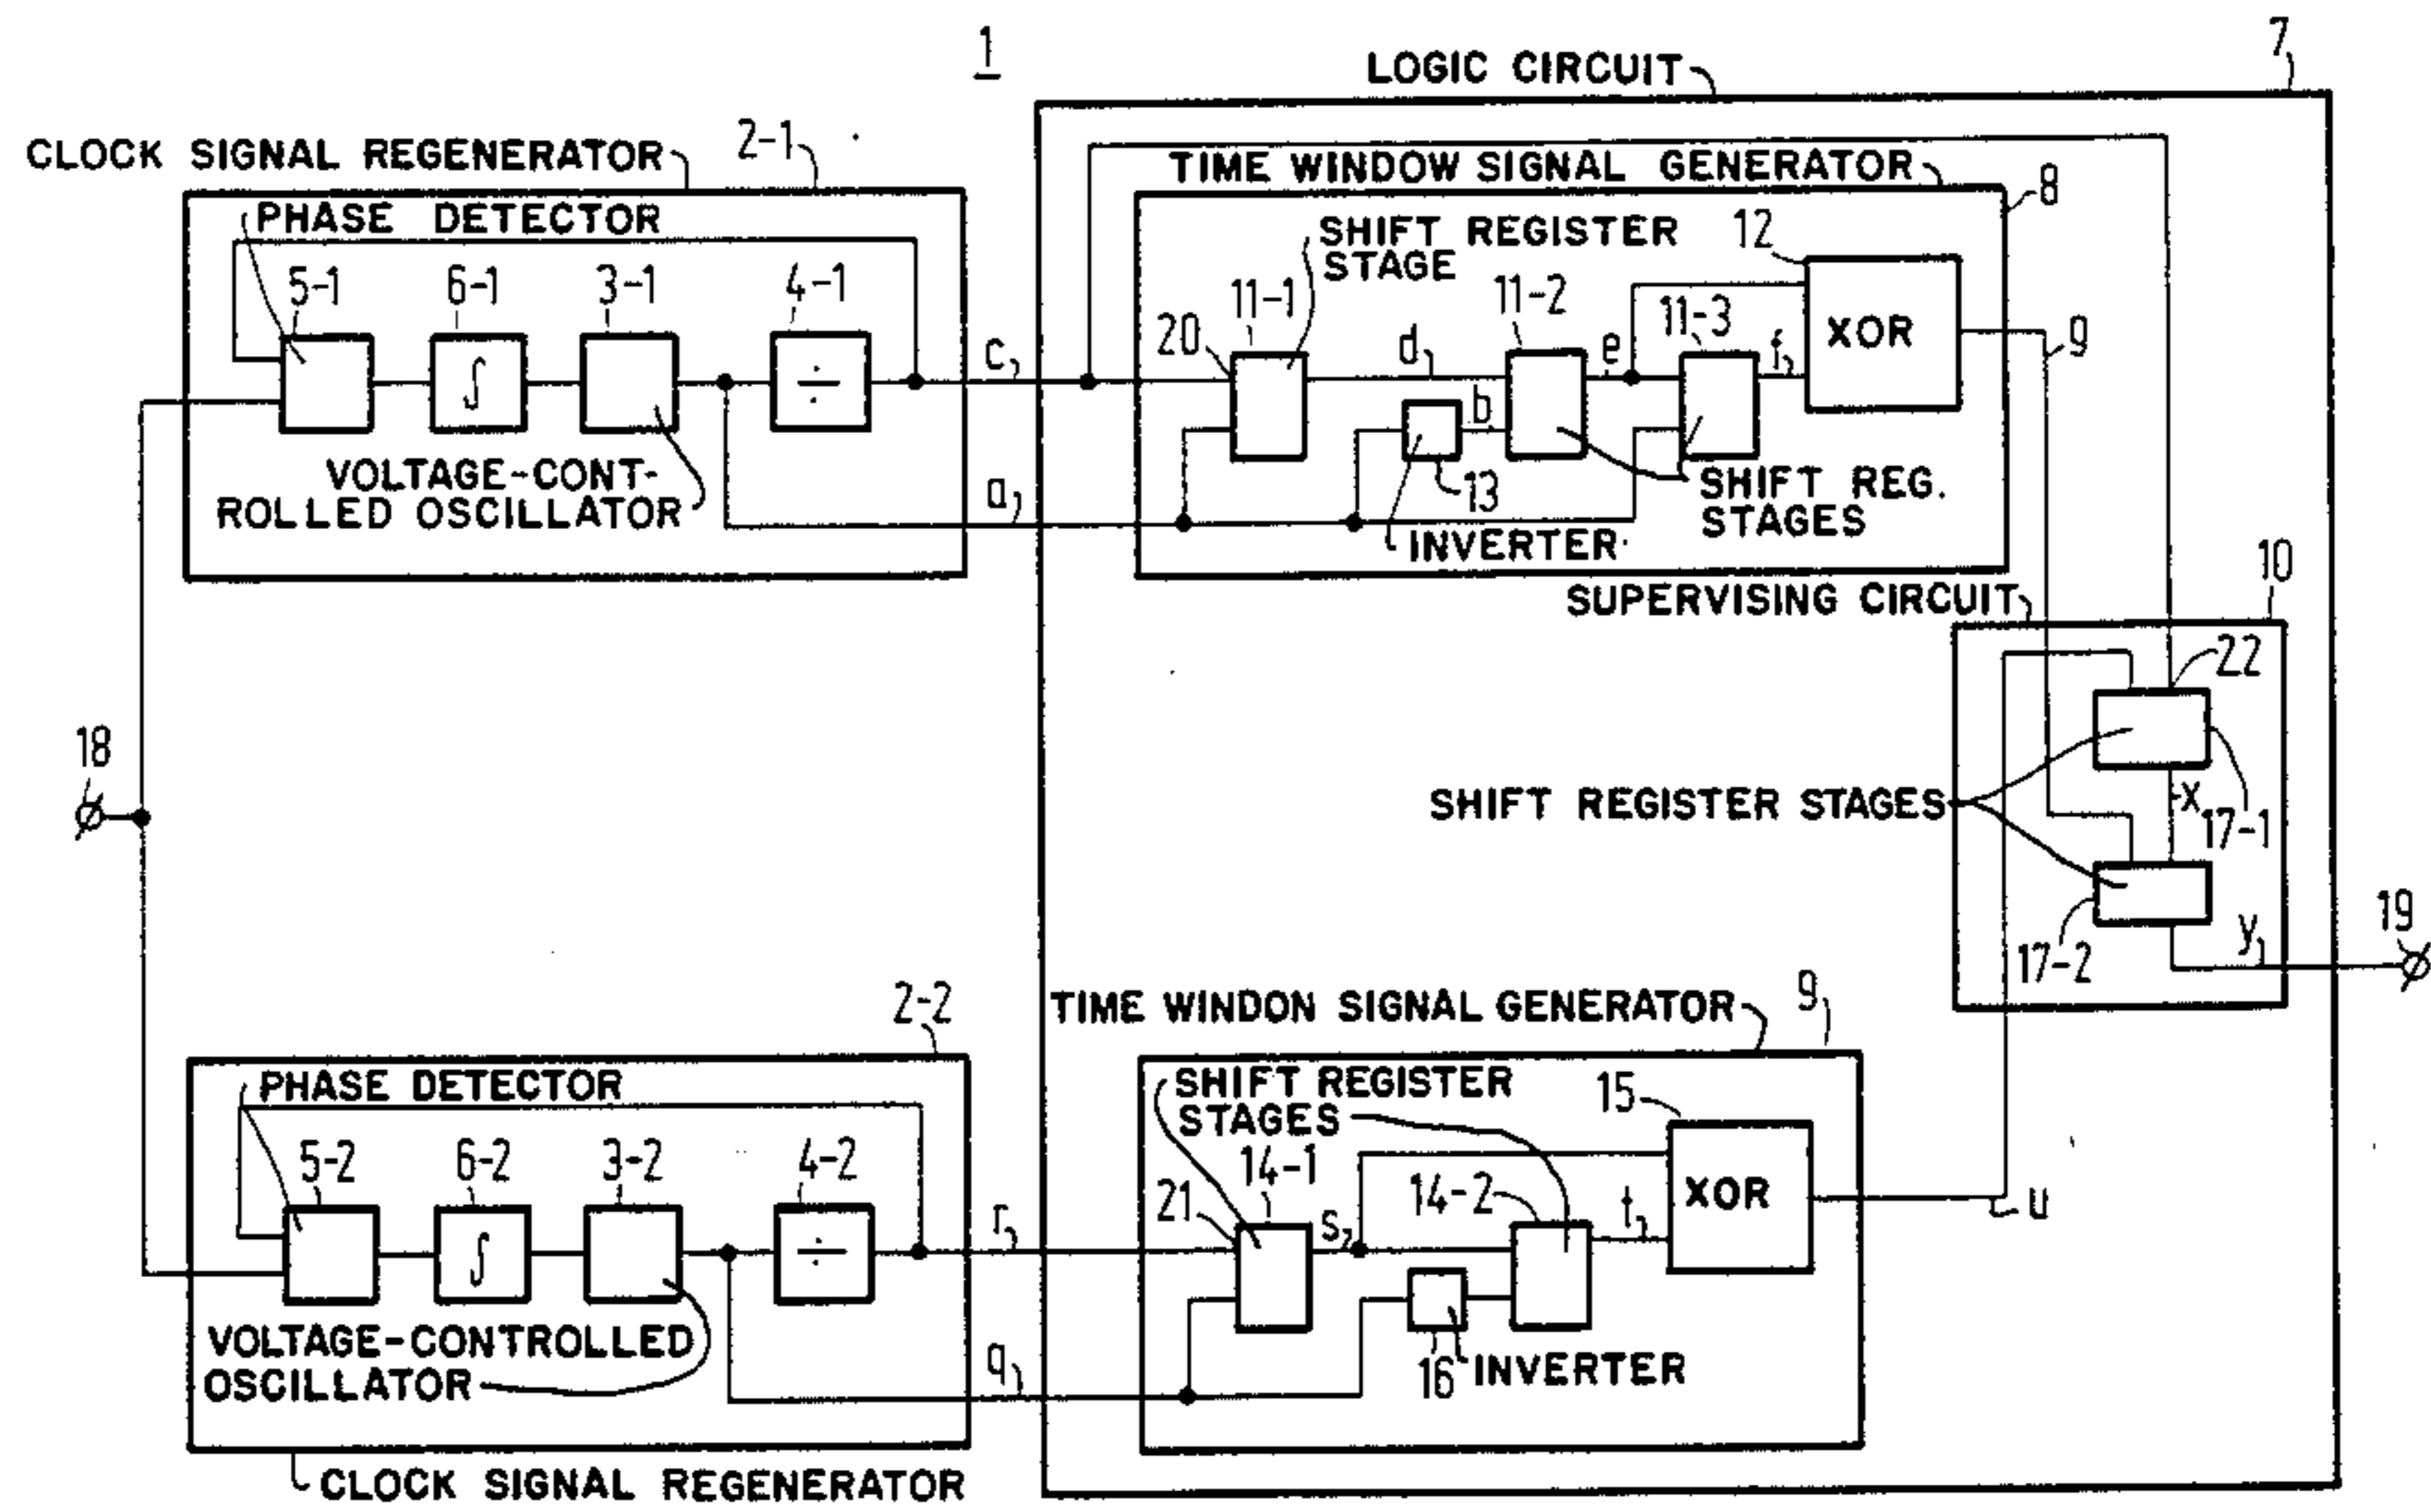 1
LOGIC CIRCUIT
7
CLOCK SIGNAL REGENERATOR
2-1
TIME WINDOW SIGNAL GENERATOR
8
PHASE DETECTOR
SHIFT REGISTER
STAGE
12
5-1
6-1
3-1
4-1
20
11-1
11-2
11-3
XOR
c
d
e
f
g
b
VOLTAGE-CONT-
ROLLED OSCILLATOR
a
13
SHIFT REG.
STAGES
INVERTER
SUPERVISING CIRCUIT
10
22
18
SHIFT REGISTER STAGES
x
17-1
17-2
y
19
2-2
TIME WINDON SIGNAL GENERATOR
9
PHASE DETECTOR
SHIFT REGISTER
STAGES
15
5-2
6-2
3-2
4-2
21
14-1
14-2
XOR
r
s
t
u
VOLTAGE-CONTROLLED
OSCILLATOR
q
16
INVERTER
CLOCK SIGNAL REGENERATOR
÷
÷
∫
∫